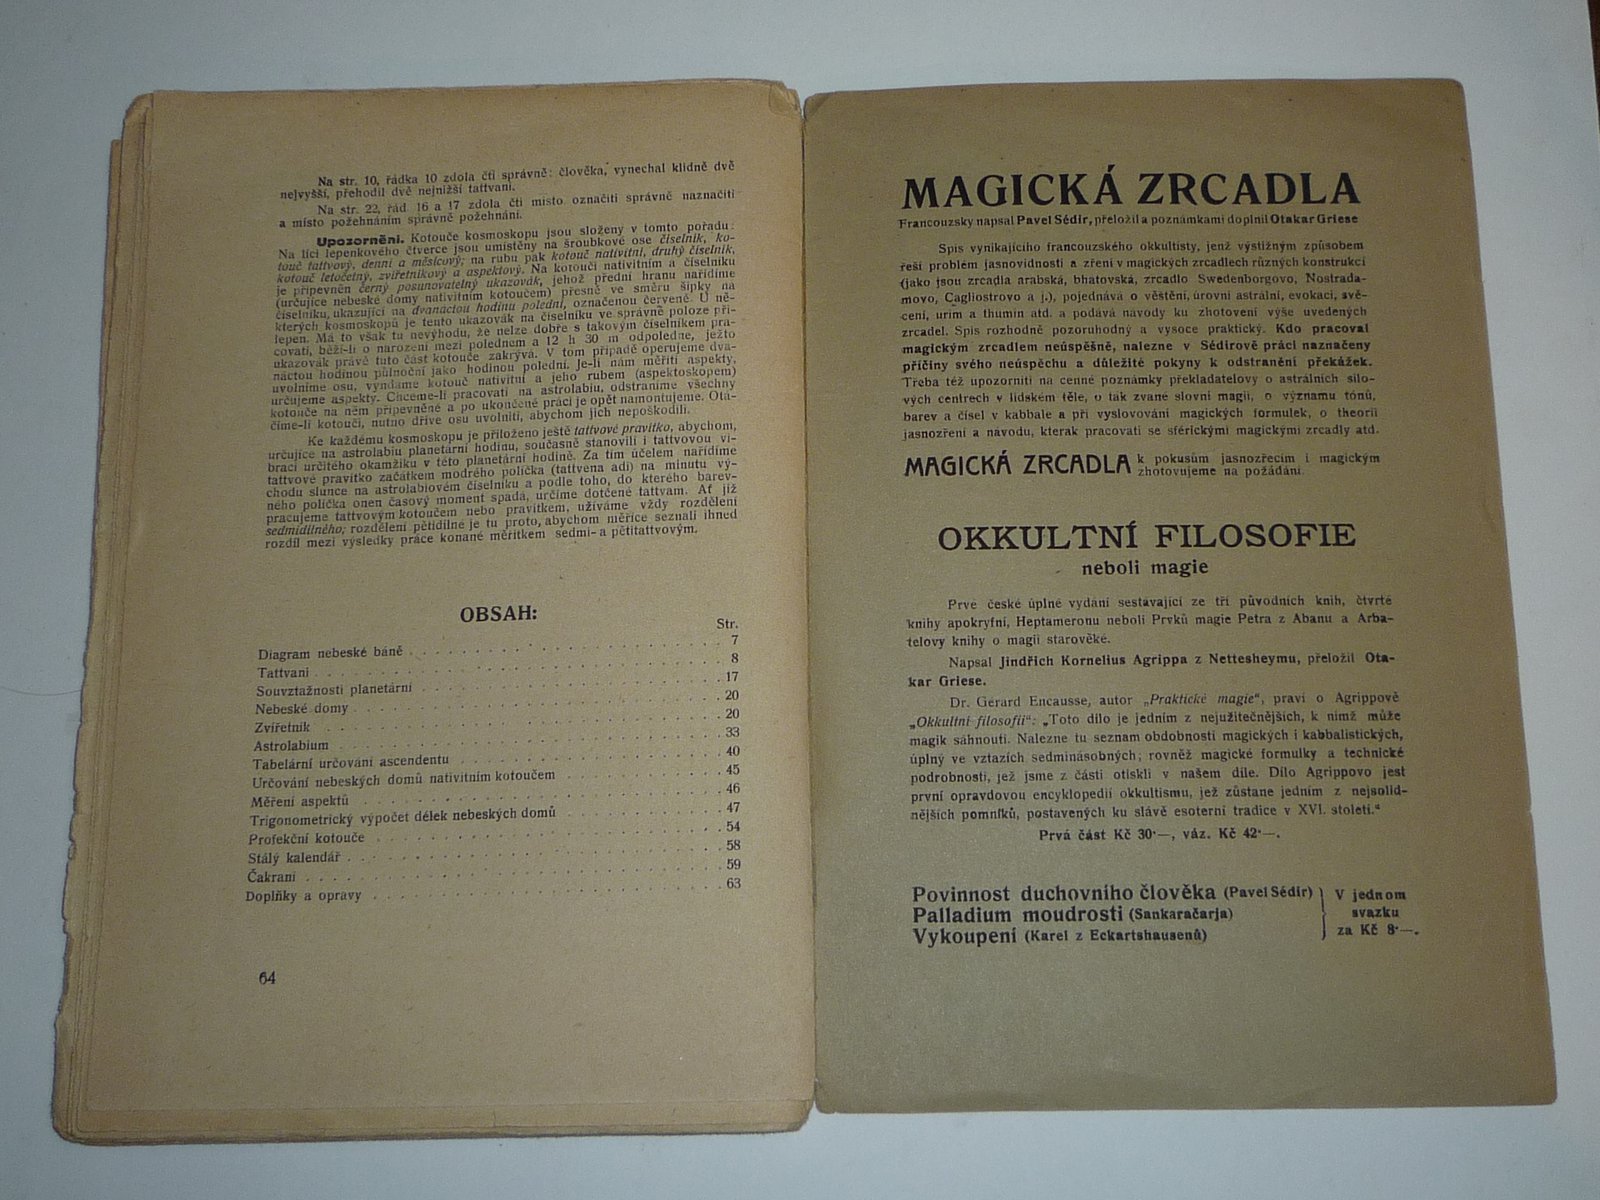 Na str. 10, řádka 10 zdola čti správně: člověka, vynechal klidně dvě
nejvyšší, přehodil dvě nejnižší tattvani.
Na str. 22, řád 16 a 17 zdola čti místo označiti správně naznačiti
a místo požehnáním správně požehnání.
Upozornění. Kotouče kosmoskopu jsou složeny v tomto pořadu:
Na líci lepenkového čtverce jsou umístěny na šroubkové ose číselník, ko-
touč tattvový, denní a měsícový; na rubu pak kotouč nativitní, druhý číselník,
kotouč letočetný, zvířetníkový a aspektový. Na kotouči nativitním a číselníku
je připevněn černý posunovatelný ukazovák, jehož přední hranu nařídíme
(určujíce nebeské domy nativitním kotoučem) přesně ve směru šipky na
číselníku, ukazující na dvanáctou hodinu polední, označenou červeně. U ně-
kterých kosmoskopů je tento ukazovák na číselníku ve správné poloze při-
lepen. Má to však tu nevýhodu, že nelze dobře s takovým číselníkem pra-
covati, běží-li o narození mezi polednem a 12 h 30 m odpoledne, ježto
ukazovák právě tuto část kotouče zakrývá. V tom případě operujeme dva-
náctou hodinou půlnoční jako hodinou polední. Je-li nám měřiti aspekty,
uvolníme osu, vyndáme kotouč nativitní a jeho rubem (aspektoskopem)
určujeme aspekty. Chceme-li pracovati na astrolabiu, odstraníme všechny
kotouče na něm připevněné a po ukončené práci je opět namontujeme. Otá-
číme-li kotouči, nutno dříve osu uvolniti, abychom jich nepoškodili.
Ke každému kosmoskopu je přiloženo ještě tattvové pravítko, abychom,
určujíce na astrolabiu planetární hodinu, současně stanovili i tattvovou vi-
braci určitého okamžiku v této planetární hodině. Za tím účelem nařídíme
tattvové pravítko začátkem modrého políčka (tattvena adi) na minutu vý-
chodu slunce na astrolabiovém číselníku a podle toho, do kterého barev-
ného políčka onen časový moment spadá, určíme dotčené tattvam. Ať již
pracujeme tattvovým kotoučem nebo pravítkem, užíváme vždy rozdělení
sedmidílného; rozdělení pětidílné je tu proto, abychom měříce seznali ihned
rozdíl mezi výsledky práce konané měřítkem sedmi- a pětitattvovým.
OBSAH:
Str.
Diagram nebeské báně 7
Tattvani 8
Souvztažnosti planetární 17
Nebeské domy 20
Zvířetník 20
Astrolabium 33
Tabelární určování ascendentu 40
Určování nebeských domů nativitním kotoučem 45
Měření aspektů 46
Trigonometrický výpočet délek nebeských domů 47
Profekční kotouče 54
Stálý kalendář 58
Čakrani 59
Doplňky a opravy 63
64
MAGICKÁ ZRCADLA
Francouzsky napsal Pavel Sédir, přeložil a poznámkami doplnil Otakar Griese
Spis vynikajícího francouzského okkultisty, jenž výstižným způsobem
řeší problém jasnovidnosti a zření v magických zrcadlech různých konstrukcí
(jako jsou zrcadla arabská, bhatovská, zrcadlo Swedenborgovo, Nostrada-
movo, Cagliostrovo a j.), pojednává o věštění, úrovni astrální, evokaci, svě-
cení, urim a thumin atd. a podává návody ku zhotovení výše uvedených
zrcadel. Spis rozhodně pozoruhodný a vysoce praktický. Kdo pracoval
magickým zrcadlem neúspěšně, nalezne v Sédirově práci naznačeny
příčiny svého neúspěchu a důležité pokyny k odstranění překážek.
Třeba též upozorniti na cenné poznámky překladatelovy o astrálních silo-
vých centrech v lidském těle, o tak zvané slovní magii, o významu tónů,
barev a čísel v kabbale a při vyslovování magických formulek, o theorii
jasnozření a návodu, kterak pracovati se sférickými magickými zrcadly atd.
MAGICKÁ ZRCADLA k pokusům jasnozřecím i magickým
zhotovujeme na požádání.
OKKULTNÍ FILOSOFIE
neboli magie
Prvé české úplné vydání sestávající ze tří původních knih, čtvrté
knihy apokryfní, Heptameronu neboli Prvků magie Petra z Abanu a Arba-
telovy knihy o magii starověké.
Napsal Jindřich Kornelius Agrippa z Nettesheymu, přeložil Ota-
kar Griese.
Dr. Gérard Encausse, autor „Praktické magie“, praví o Agrippově
„Okkultní filosofii“: „Toto dílo je jedním z nejužitečnějších, k nimž může
magik sáhnouti. Nalezne tu seznam obdobností magických i kabbalistických,
úplný ve vztazích sedminásobných; rovněž magické formulky a technické
podrobnosti, jež jsme z části otiskli v našem díle. Dílo Agrippovo jest
první opravdovou encyklopedií okkultismu, jež zůstane jedním z nejsolid-
nějších pomníků, postavených ku slávě esoterní tradice v XVI. století.“
Prvá část Kč 30·—, váz. Kč 42·—.
Povinnost duchovního člověka (Pavel Sédir)
Palladium moudrosti (Sankaračarja)
Vykoupení (Karel z Eckartshausenů)
V jednom
svazku
za Kč 8·—.